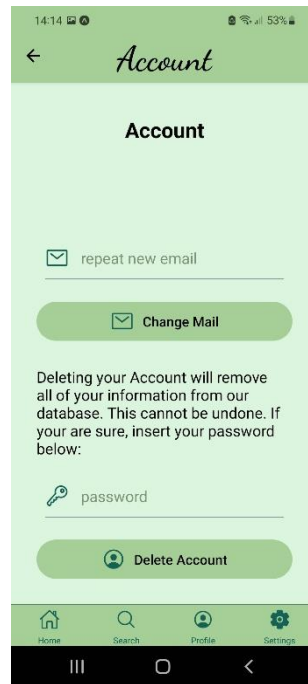 14:14
53%
Account
Account
repeat new email
Change Mail
Deleting your Account will remove
all of your information from our
database. This cannot be undone. If
your are sure, insert your password
below:
password
Delete Account
Home Search Profile Settings